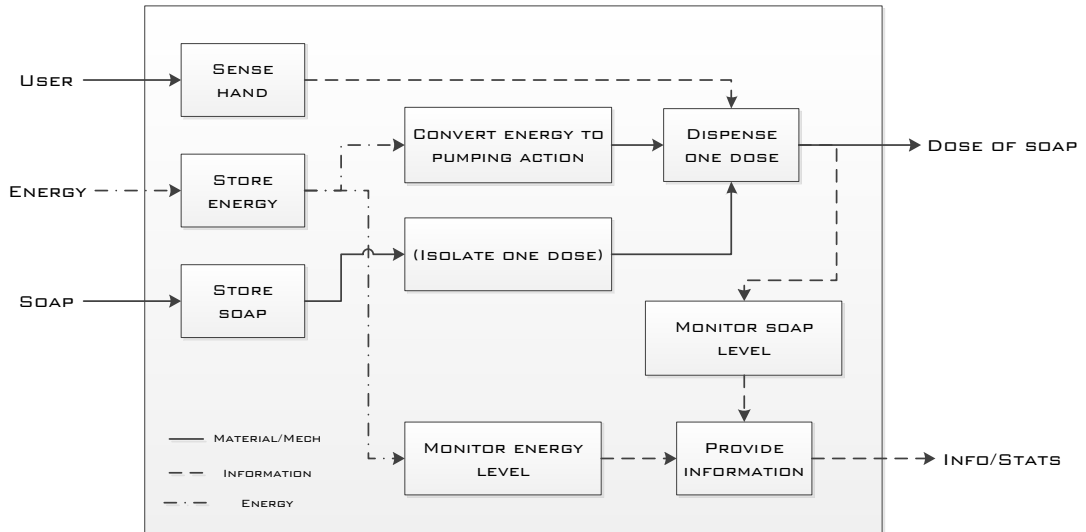 User
Sense
hand
Convert energy to
pumping action
Dispense
one dose
Dose of soap
Energy
Store
energy
(Isolate one dose)
Soap
Store
soap
Monitor soap
level
Material/Mech
Information
Energy
Monitor energy
level
Provide
information
Info/Stats